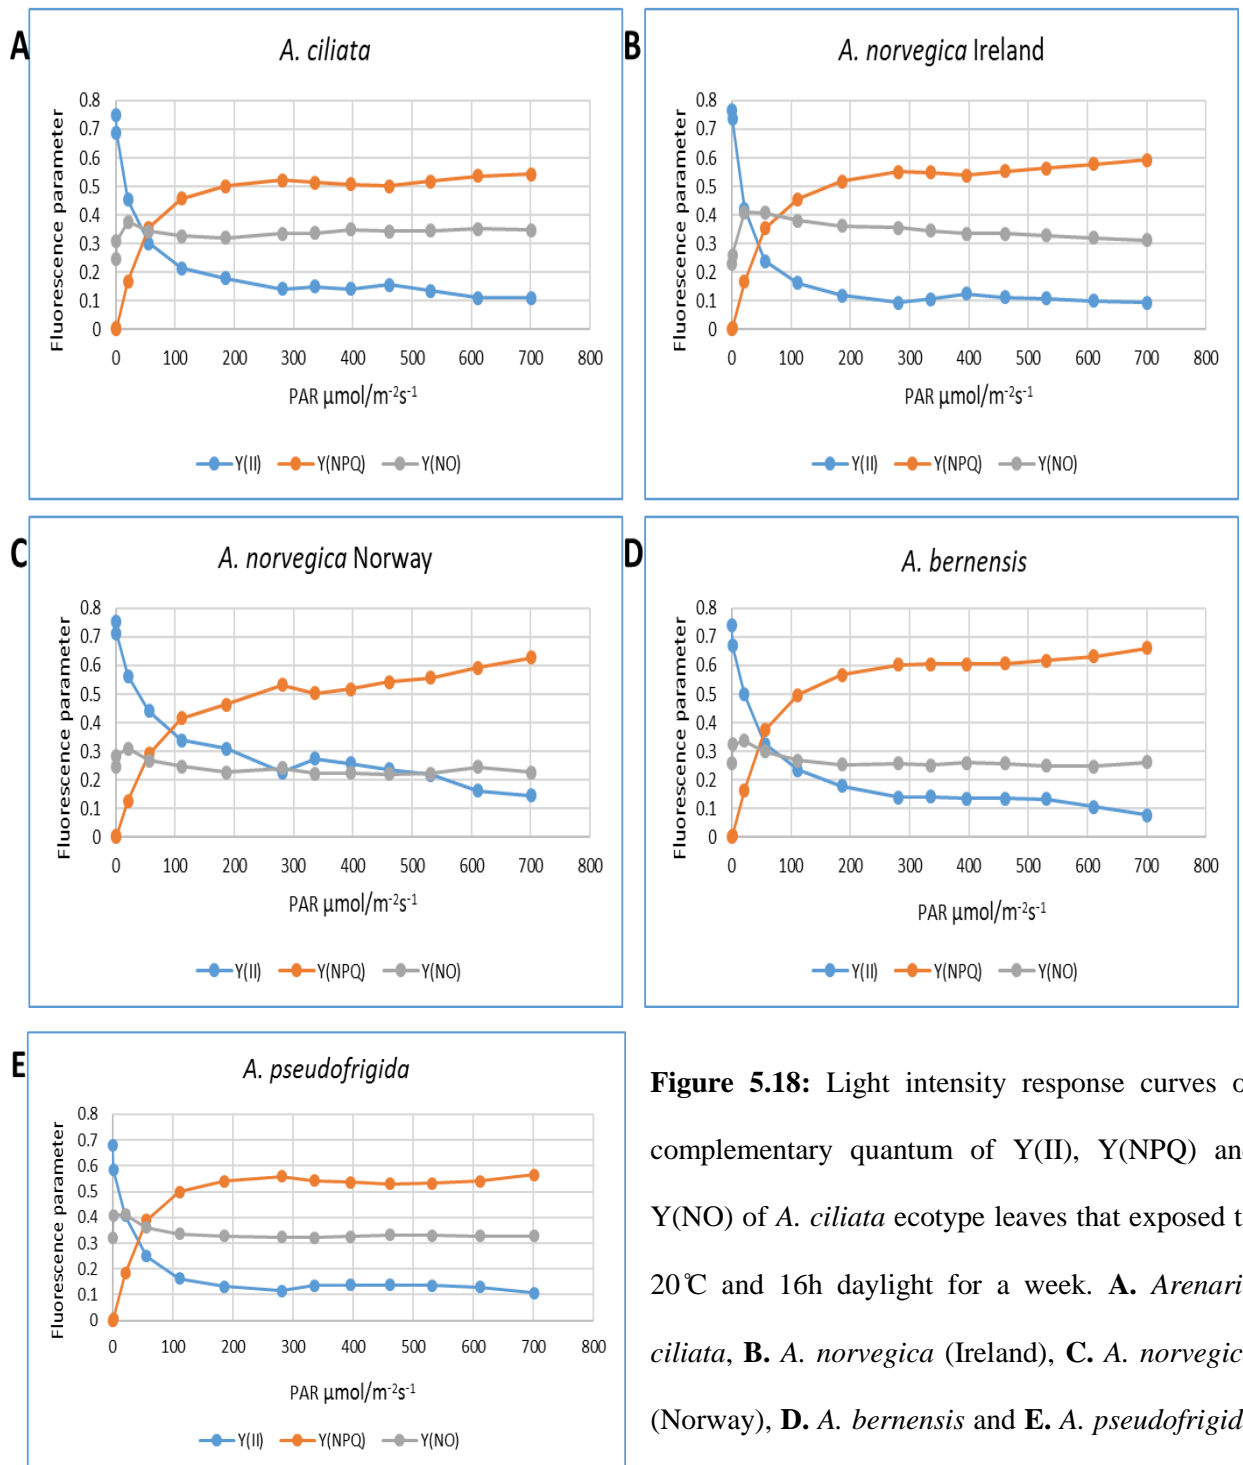 A
A. ciliata
Fluorescence parameter
0.8
0.7
0.6
0.5
0.4
0.3
0.2
0.1
0
0 100 200 300 400 500 600 700 800
PAR µmol/m⁻²s⁻¹
Y(II) Y(NPQ) Y(NO)
B
A. norvegica Ireland
Fluorescence parameter
0.8
0.7
0.6
0.5
0.4
0.3
0.2
0.1
0
0 100 200 300 400 500 600 700 800
PAR µmol/m⁻²s⁻¹
Y(II) Y(NPQ) Y(NO)
C
A. norvegica Norway
Fluorescence parameter
0.8
0.7
0.6
0.5
0.4
0.3
0.2
0.1
0
0 100 200 300 400 500 600 700 800
PAR µmol/m⁻²s⁻¹
Y(II) Y(NPQ) Y(NO)
D
A. bernensis
Fluorescence parameter
0.8
0.7
0.6
0.5
0.4
0.3
0.2
0.1
0
0 100 200 300 400 500 600 700 800
PAR µmol/m⁻²s⁻¹
Y(II) Y(NPQ) Y(NO)
E
A. pseudofrigida
Fluorescence parameter
0.8
0.7
0.6
0.5
0.4
0.3
0.2
0.1
0
0 100 200 300 400 500 600 700 800
PAR µmol/m⁻²s⁻¹
Y(II) Y(NPQ) Y(NO)
Figure 5.18: Light intensity response curves o
complementary quantum of Y(II), Y(NPQ) an
Y(NO) of A. ciliata ecotype leaves that exposed t
20℃ and 16h daylight for a week. A. Arenari
ciliata, B. A. norvegica (Ireland), C. A. norvegic
(Norway), D. A. bernensis and E. A. pseudofrigid